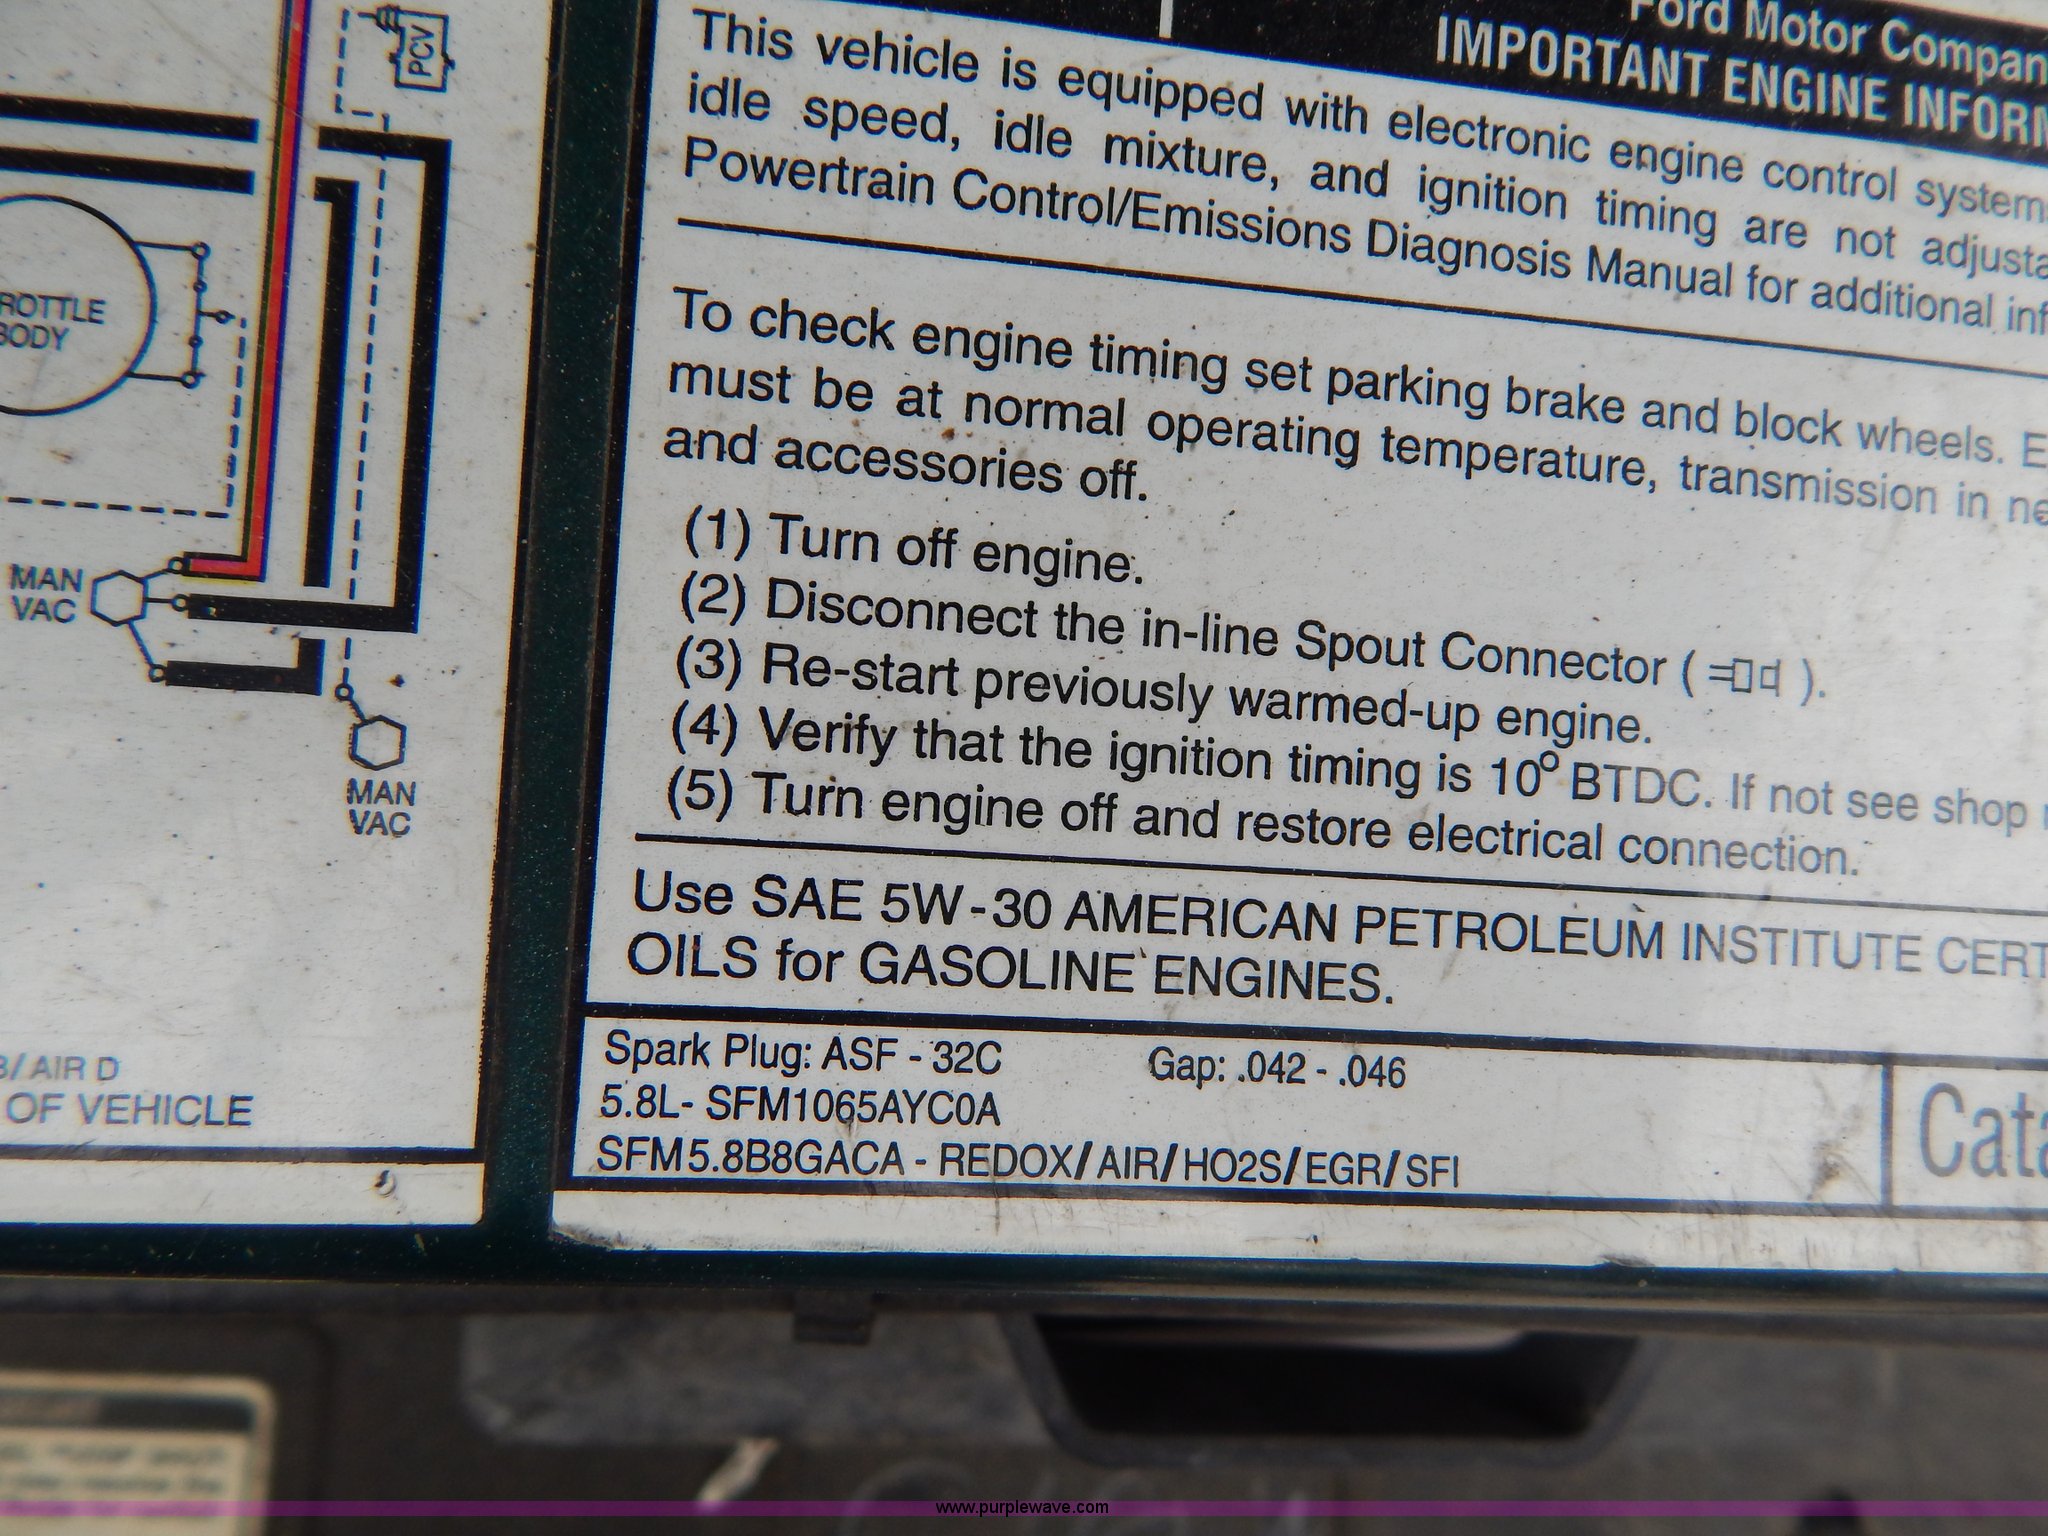 PCV
THROTTLE
BODY
MAN
VAC
MAN
VAC
/ AIR D
OF VEHICLE
Ford Motor Compan
IMPORTANT ENGINE INFORM
This vehicle is equipped with electronic engine control systems
idle speed, idle mixture, and ignition timing are not adjusta
Powertrain Control/Emissions Diagnosis Manual for additional inf
To check engine timing set parking brake and block wheels. E
must be at normal operating temperature, transmission in ne
and accessories off.
(1) Turn off engine.
(2) Disconnect the in-line Spout Connector ( ).
(3) Re-start previously warmed-up engine.
(4) Verify that the ignition timing is 10° BTDC. If not see shop
(5) Turn engine off and restore electrical connection.
Use SAE 5W-30 AMERICAN PETROLEUM INSTITUTE CERT
OILS for GASOLINE ENGINES.
Spark Plug: ASF - 32C Gap: .042 - .046
5.8L- SFM1065AYC0A
SFM5.8B8GACA - REDOX/AIR/HO2S/EGR/SFI
Cata
www.purplewave.com